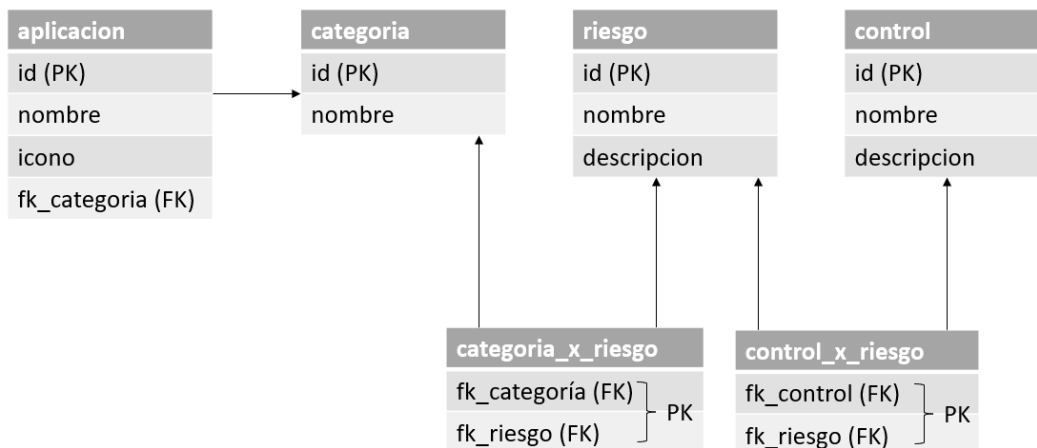 aplicacion
id (PK)
nombre
icono
fk_categoria (FK)
categoria
id (PK)
nombre
riesgo
id (PK)
nombre
descripcion
control
id (PK)
nombre
descripcion
categoria_x_riesgo
fk_categoría (FK)
fk_riesgo (FK)
PK
control_x_riesgo
fk_control (FK)
fk_riesgo (FK)
PK